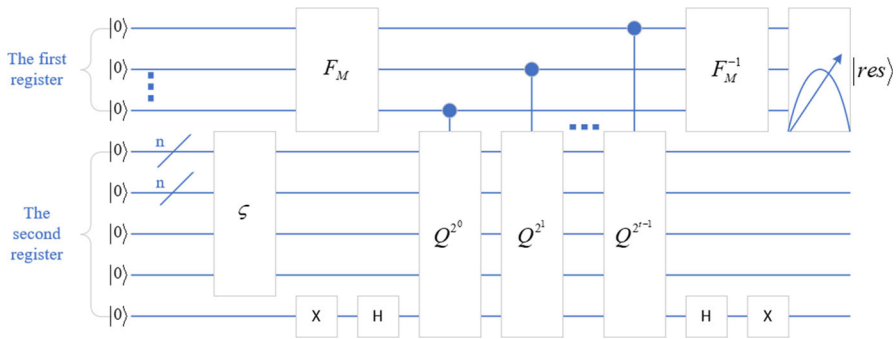 |0⟩
The first
register
|0⟩
|0⟩
F_M
F_M^{-1}
|res⟩
|0⟩ n
|0⟩ n
The
second
register
|0⟩
|0⟩
|0⟩
ς
Q^{2^0}
Q^{2^1}
Q^{2^{t-1}}
X
H
H
X